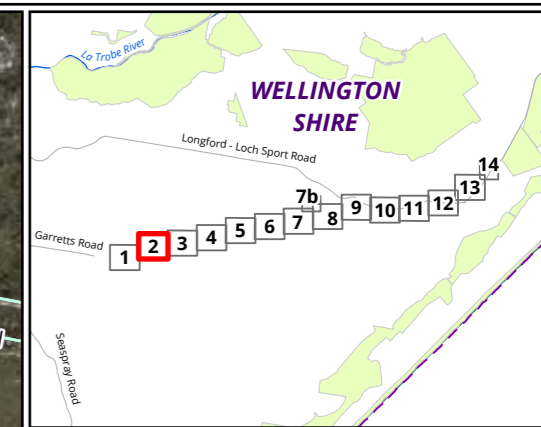 La Trobe River
WELLINGTON
SHIRE
Longford - Loch Sport Road
14
13
7b
12
11
10
9
8
7
6
5
4
3
2
1
Garretts Road
Seaspray Road